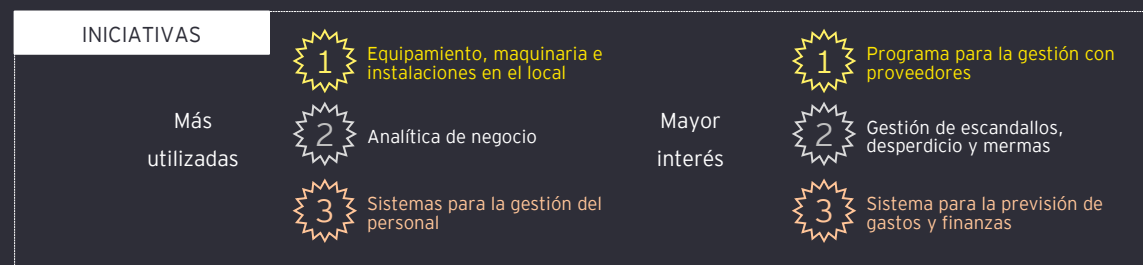 INICIATIVAS
Más
utilizadas
1
Equipamiento, maquinaria e
instalaciones en el local
2
Analítica de negocio
3
Sistemas para la gestión del
personal
Mayor
interés
1
Programa para la gestión con
proveedores
2
Gestión de escandallos,
desperdicio y mermas
3
Sistema para la previsión de
gastos y finanzas